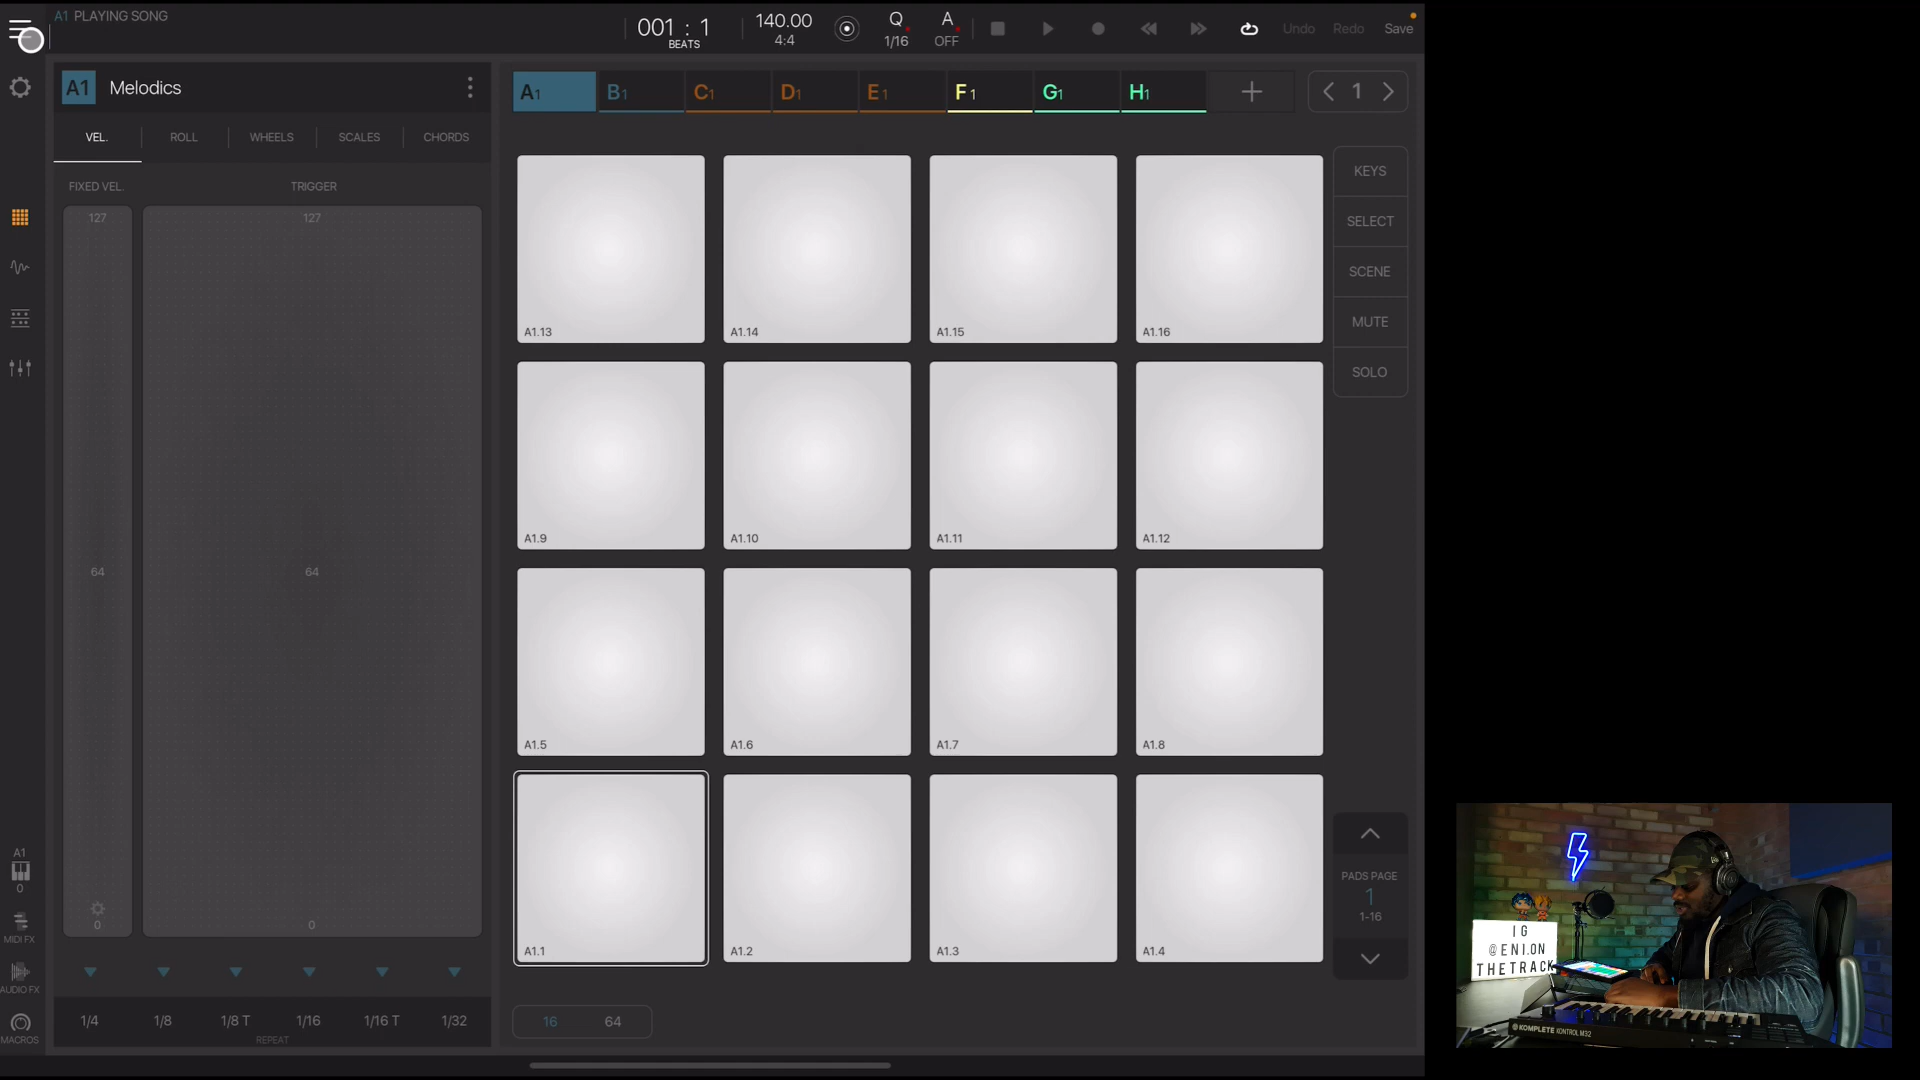 A1 PLAYING SONG
001 : 1
BEATS
140.00
4:4
Q
1/16
A
OFF
Undo
Redo
Save
A1 Melodics
VEL.
ROLL
WHEELS
SCALES
CHORDS
FIXED VEL.
TRIGGER
127
127
64
64
0
0
1/4
1/8
1/8 T
1/16
1/16 T
1/32
REPEAT
A1
0
MIDI FX
AUDIO FX
MACROS
A1
B1
C1
D1
E1
F1
G1
H1
1
A1.13
A1.14
A1.15
A1.16
A1.9
A1.10
A1.11
A1.12
A1.5
A1.6
A1.7
A1.8
A1.1
A1.2
A1.3
A1.4
16
64
KEYS
SELECT
SCENE
MUTE
SOLO
PADS PAGE
1
1-16
IG
@ENI.ON
THETRACK
KOMPLETE KONTROL M32